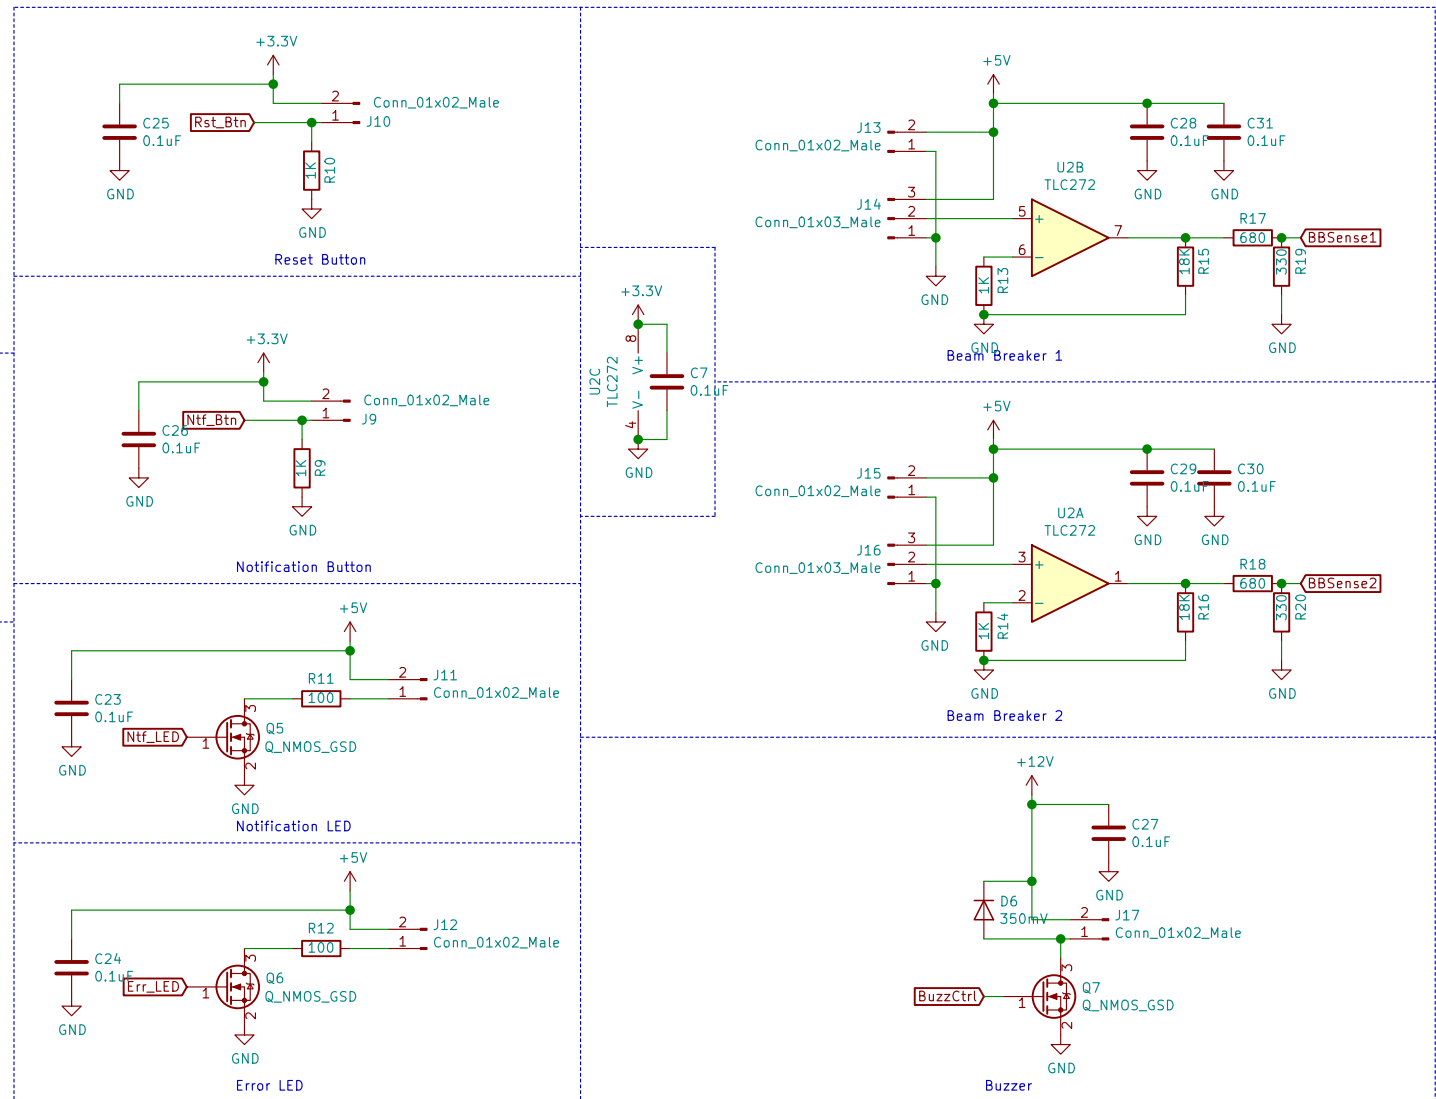 +3.3V
2
Conn_01x02_Male
C25
0.1uF
Rst_Btn
1
J10
1K
R10
GND
GND
Reset Button
+3.3V
2
Conn_01x02_Male
C26
0.1uF
Ntf_Btn
1
J9
1K
R9
GND
GND
Notification Button
+5V
2
J11
R11
100
1
Conn_01x02_Male
C23
0.1uF
3
Ntf_LED
1
Q5
Q_NMOS_GSD
2
GND
GND
Notification LED
+5V
2
J12
R12
100
1
Conn_01x02_Male
C24
0.1uF
3
Err_LED
1
Q6
Q_NMOS_GSD
2
GND
GND
Error LED
+3.3V
8
V+
U2C
TLC272
V-
4
C7
0.1uF
GND
+5V
J13
Conn_01x02_Male
2
1
C28
0.1uF
C31
0.1uF
GND
GND
U2B
TLC272
J14
Conn_01x03_Male
3
2
1
5
+
6
-
7
R17
680
BBSense1
18K
R15
330
R19
1K
R13
GND
GND
GND
Beam Breaker 1
+5V
J15
Conn_01x02_Male
2
1
C29
0.1uF
C30
0.1uF
GND
GND
U2A
TLC272
J16
Conn_01x03_Male
3
2
1
3
+
2
-
1
R18
680
BBSense2
18K
R16
330
R20
1K
R14
GND
GND
GND
Beam Breaker 2
+12V
C27
0.1uF
GND
D6
350mV
2
J17
1
Conn_01x02_Male
3
BuzzCtrl
1
Q7
Q_NMOS_GSD
2
GND
Buzzer